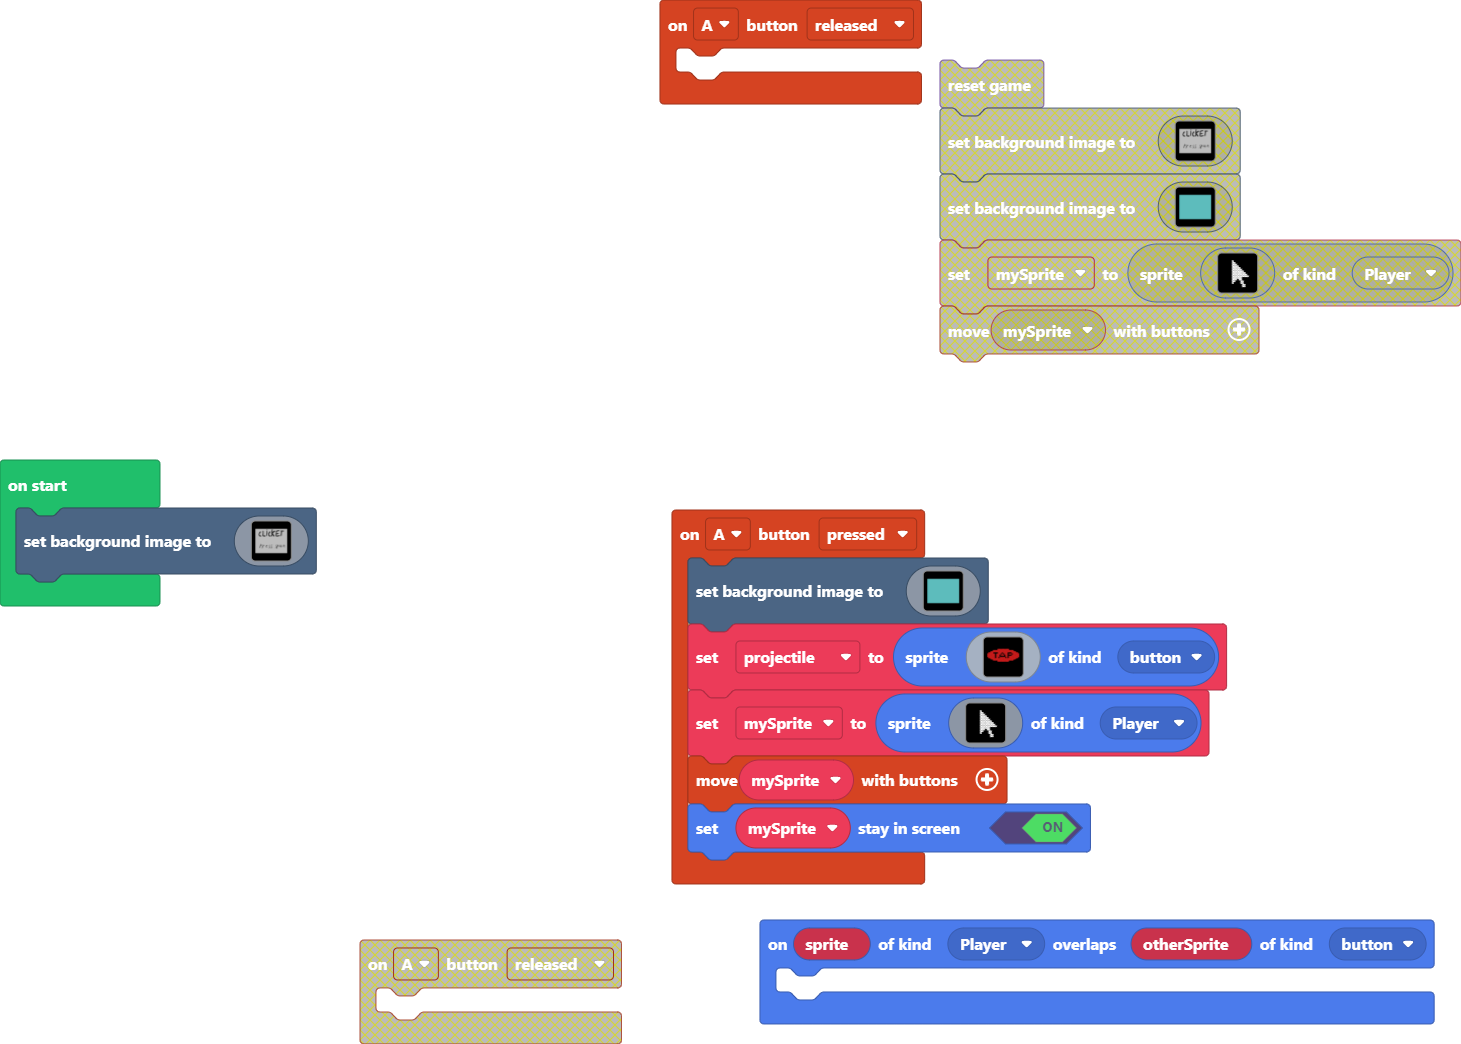 on A button released
reset game
set background image to CLICKET
set background image to
set mySprite to sprite of kind Player
move mySprite with buttons
on start
set background image to CLICKET
on A button pressed
set background image to
set projectile to sprite TAP of kind button
set mySprite to sprite of kind Player
move mySprite with buttons
set mySprite stay in screen ON
on A button released
on sprite of kind Player overlaps otherSprite of kind button